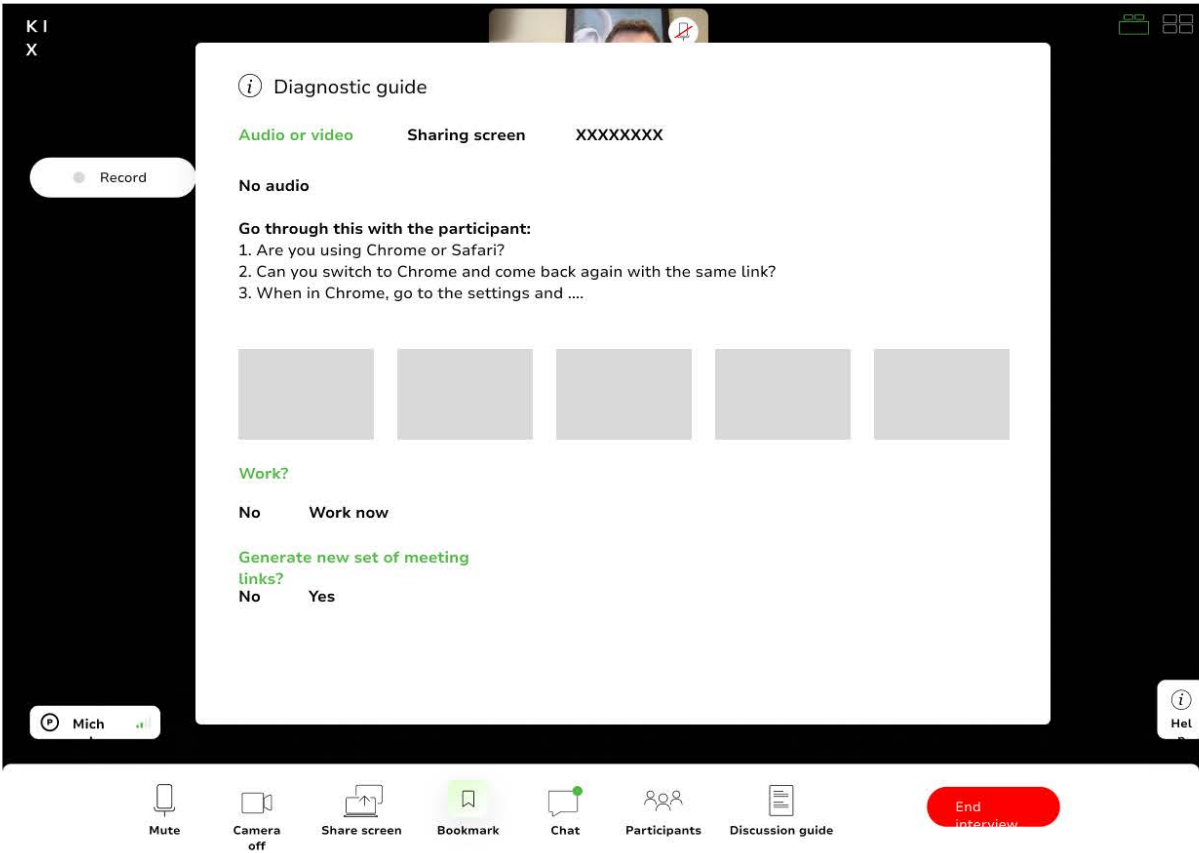 K I
X
Diagnostic guide
Audio or video
Sharing screen
XXXXXXXX
Record
No audio
Go through this with the participant:
1. Are you using Chrome or Safari?
2. Can you switch to Chrome and come back again with the same link?
3. When in Chrome, go to the settings and ....
Work?
No
Work now
Generate new set of meeting
links?
No
Yes
P
Mich
Hel
Mute
Camera
off
Share screen
Bookmark
Chat
Participants
Discussion guide
End
interview